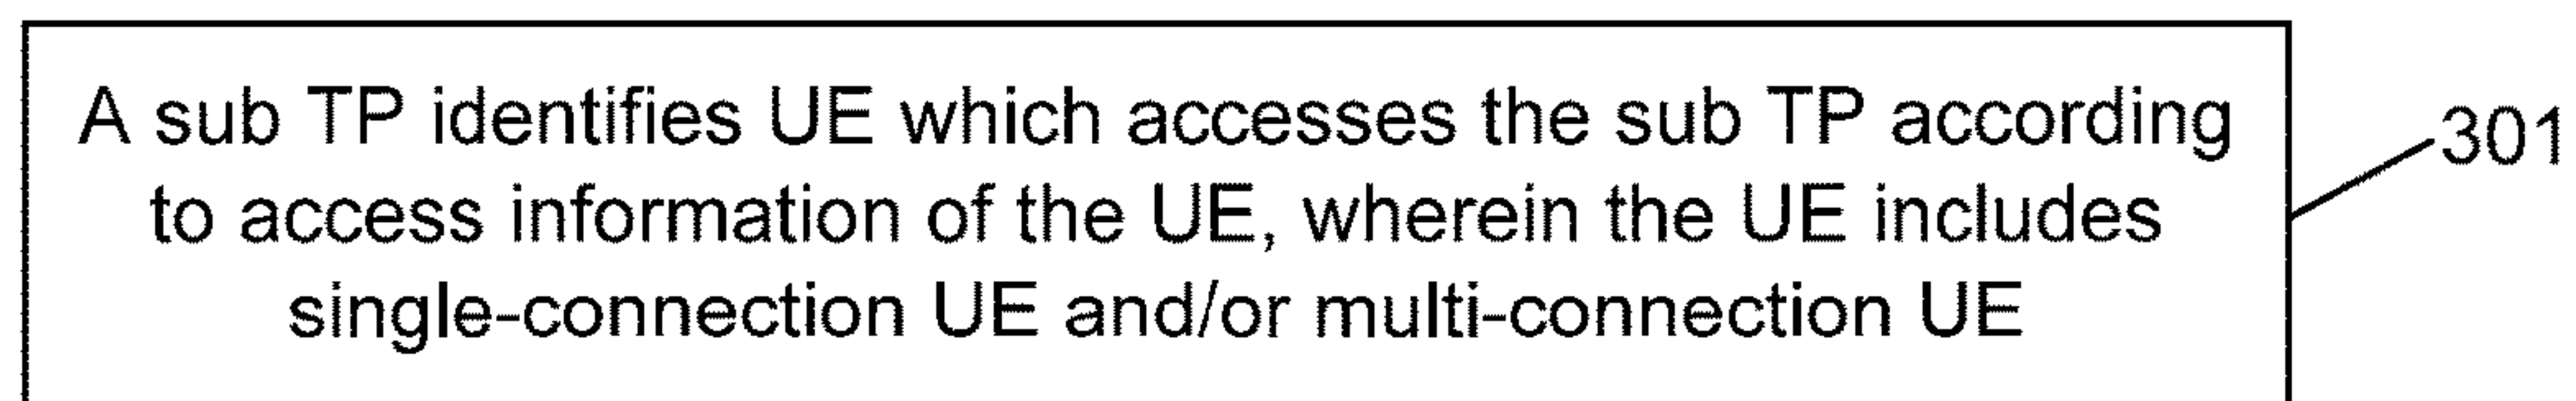 A sub TP identifies UE which accesses the sub TP according
to access information of the UE, wherein the UE includes
single-connection UE and/or multi-connection UE
301